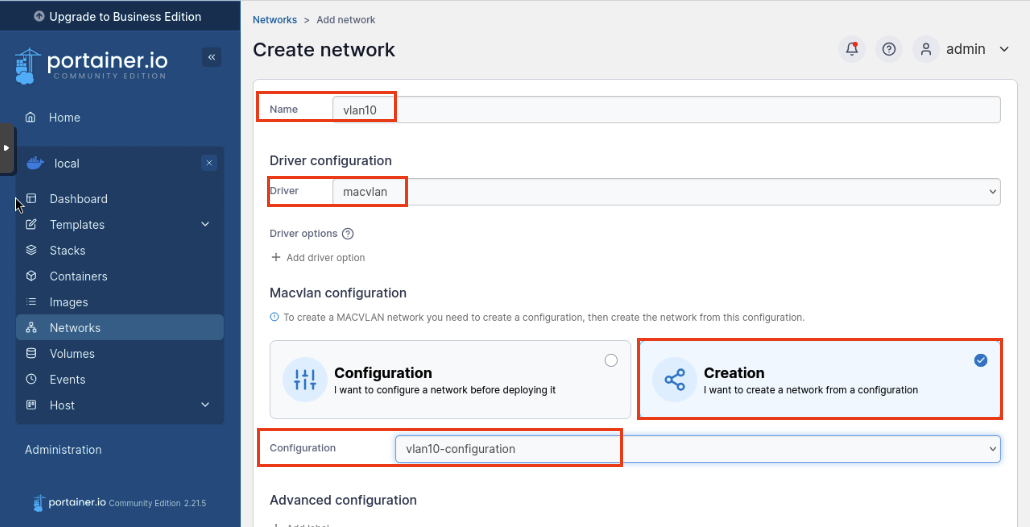 Upgrade to Business Edition
portainer.io
COMMUNITY EDITION
Home
local
Dashboard
Templates
Stacks
Containers
Images
Networks
Volumes
Events
Host
Administration
portainer.io Community Edition 2.21.5
Networks > Add network
Create network
admin
Name vlan10
Driver configuration
Driver macvlan
Driver options
Add driver option
Macvlan configuration
To create a MACVLAN network you need to create a configuration, then create the network from this configuration.
Configuration
I want to configure a network before deploying it
Creation
I want to create a network from a configuration
Configuration vlan10-configuration
Advanced configuration
Add label